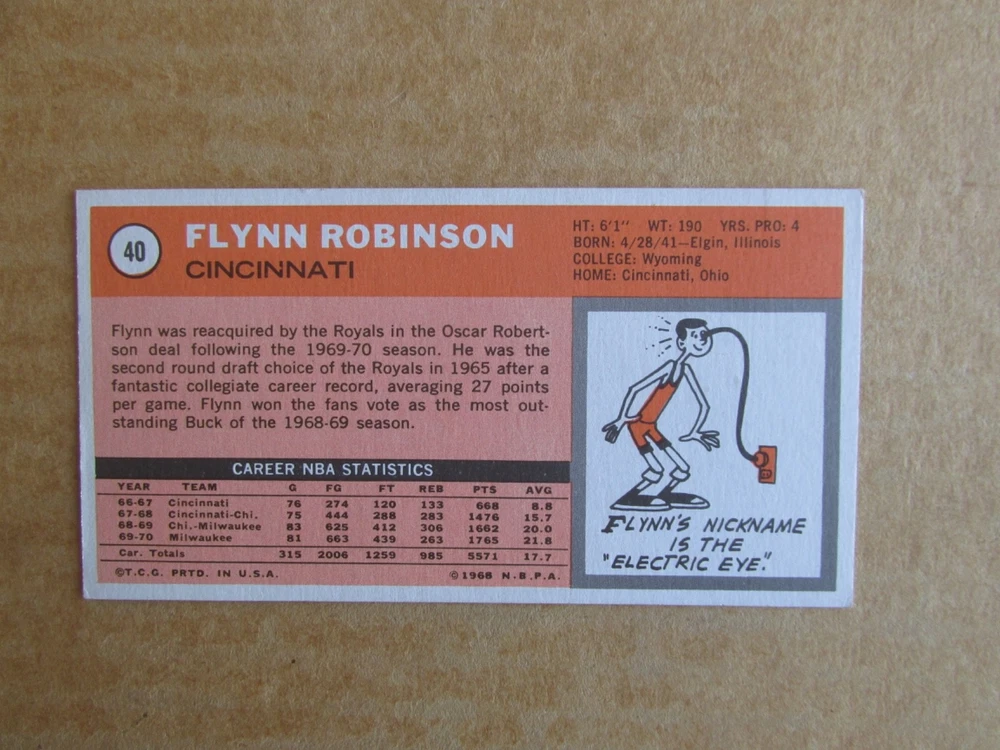 40
FLYNN ROBINSON
CINCINNATI
HT: 6'1" WT: 190 YRS. PRO: 4
BORN: 4/28/41—Elgin, Illinois
COLLEGE: Wyoming
HOME: Cincinnati, Ohio
Flynn was reacquired by the Royals in the Oscar Robert-
son deal following the 1969-70 season. He was the
second round draft choice of the Royals in 1965 after a
fantastic collegiate career record, averaging 27 points
per game. Flynn won the fans vote as the most out-
standing Buck of the 1968-69 season.
CAREER NBA STATISTICS
YEAR TEAM G FG FT REB PTS AVG
66-67 Cincinnati 76 274 120 133 668 8.8
67-68 Cincinnati-Chi. 75 444 288 283 1476 15.7
68-69 Chi.-Milwaukee 83 625 412 306 1662 20.0
69-70 Milwaukee 81 663 439 263 1765 21.8
Car. Totals 315 2006 1259 985 5571 17.7
©T.C.G. PRTD. IN U.S.A. ©1968 N.B.P.A.
FLYNN'S NICKNAME
IS THE
"ELECTRIC EYE."